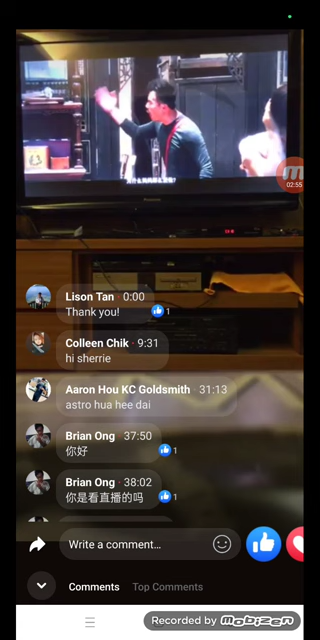 02:55
Panasonic
Lison Tan · 0:00
Thank you!
1
Colleen Chik · 9:31
hi sherrie
Aaron Hou KC Goldsmith · 31:13
astro hua hee dai
Brian Ong · 37:50
你好
1
Brian Ong · 38:02
你是看直播的吗
1
Write a comment...
Comments
Top Comments
Recorded by mobizen